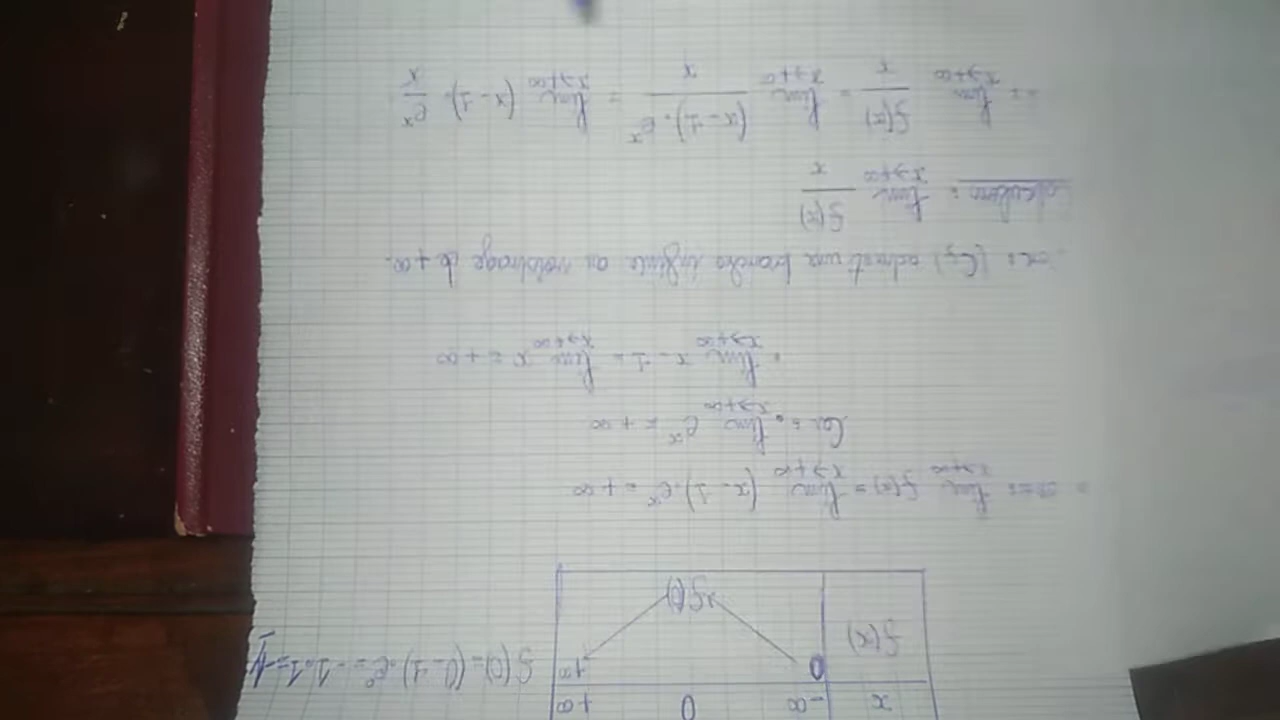 x -∞ 0 +∞
f(x) 0 f(0) +∞
f(0) = (0-1)·e⁰ = -1·1 = -1
lim x→+∞ f(x) = lim x→+∞ (x-1)·eˣ = +∞
Car : • lim x→+∞ eˣ = +∞
• lim x→+∞ x-1 = lim x→+∞ x = +∞
(Cf) admet une branche infinie au voisinage de +∞.
Calculons : lim x→+∞ f(x)/x
lim x→+∞ f(x)/x = lim x→+∞ (x-1)·eˣ/x = lim x→+∞ (x-1)·eˣ/x